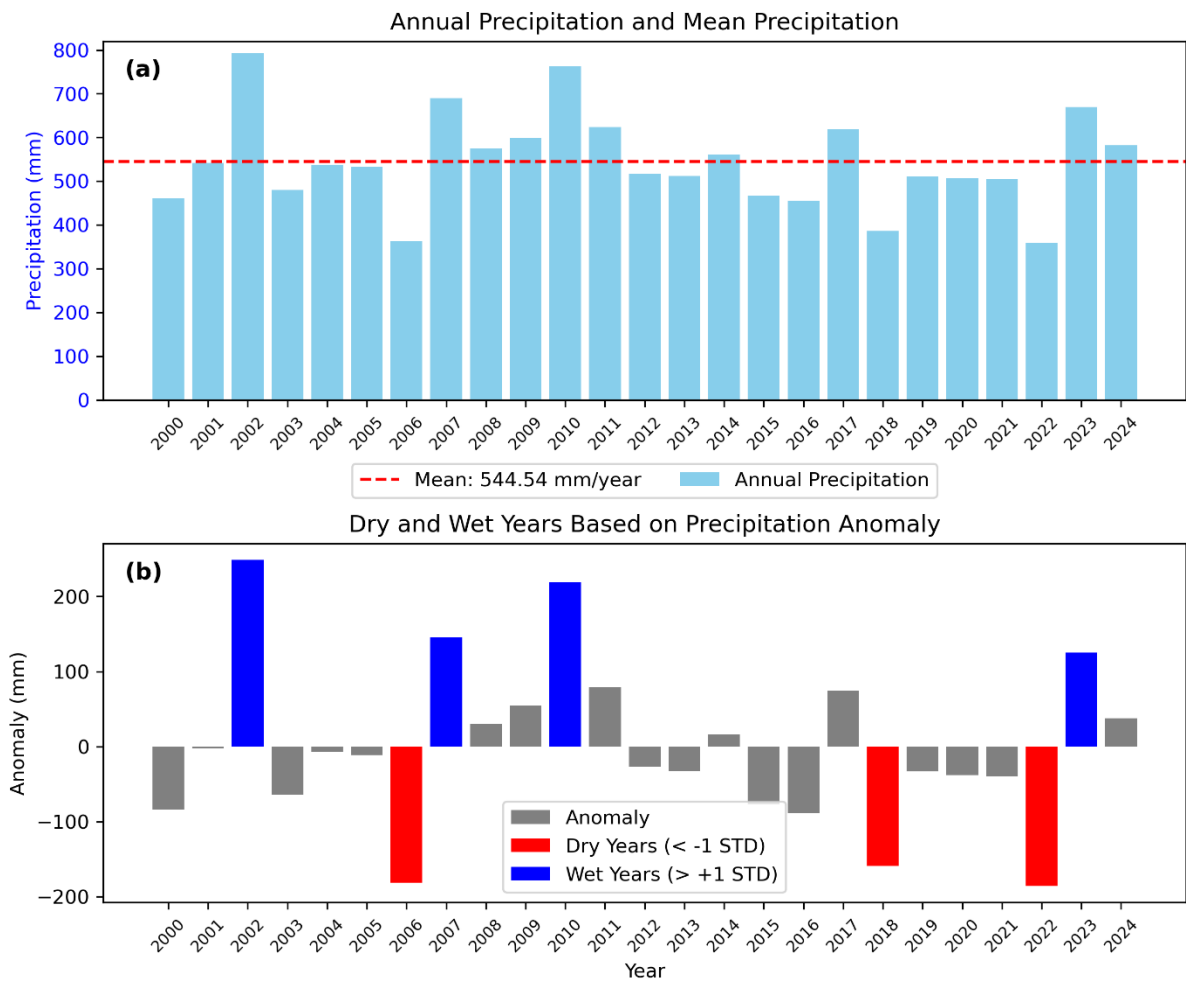 Annual Precipitation and Mean Precipitation
(a)
Precipitation (mm)
800
700
600
500
400
300
200
100
0
2000 2001 2002 2003 2004 2005 2006 2007 2008 2009 2010 2011 2012 2013 2014 2015 2016 2017 2018 2019 2020 2021 2022 2023 2024
Mean: 544.54 mm/year Annual Precipitation
Dry and Wet Years Based on Precipitation Anomaly
(b)
Anomaly (mm)
200
100
0
−100
−200
Anomaly
Dry Years (< -1 STD)
Wet Years (> +1 STD)
2000 2001 2002 2003 2004 2005 2006 2007 2008 2009 2010 2011 2012 2013 2014 2015 2016 2017 2018 2019 2020 2021 2022 2023 2024
Year